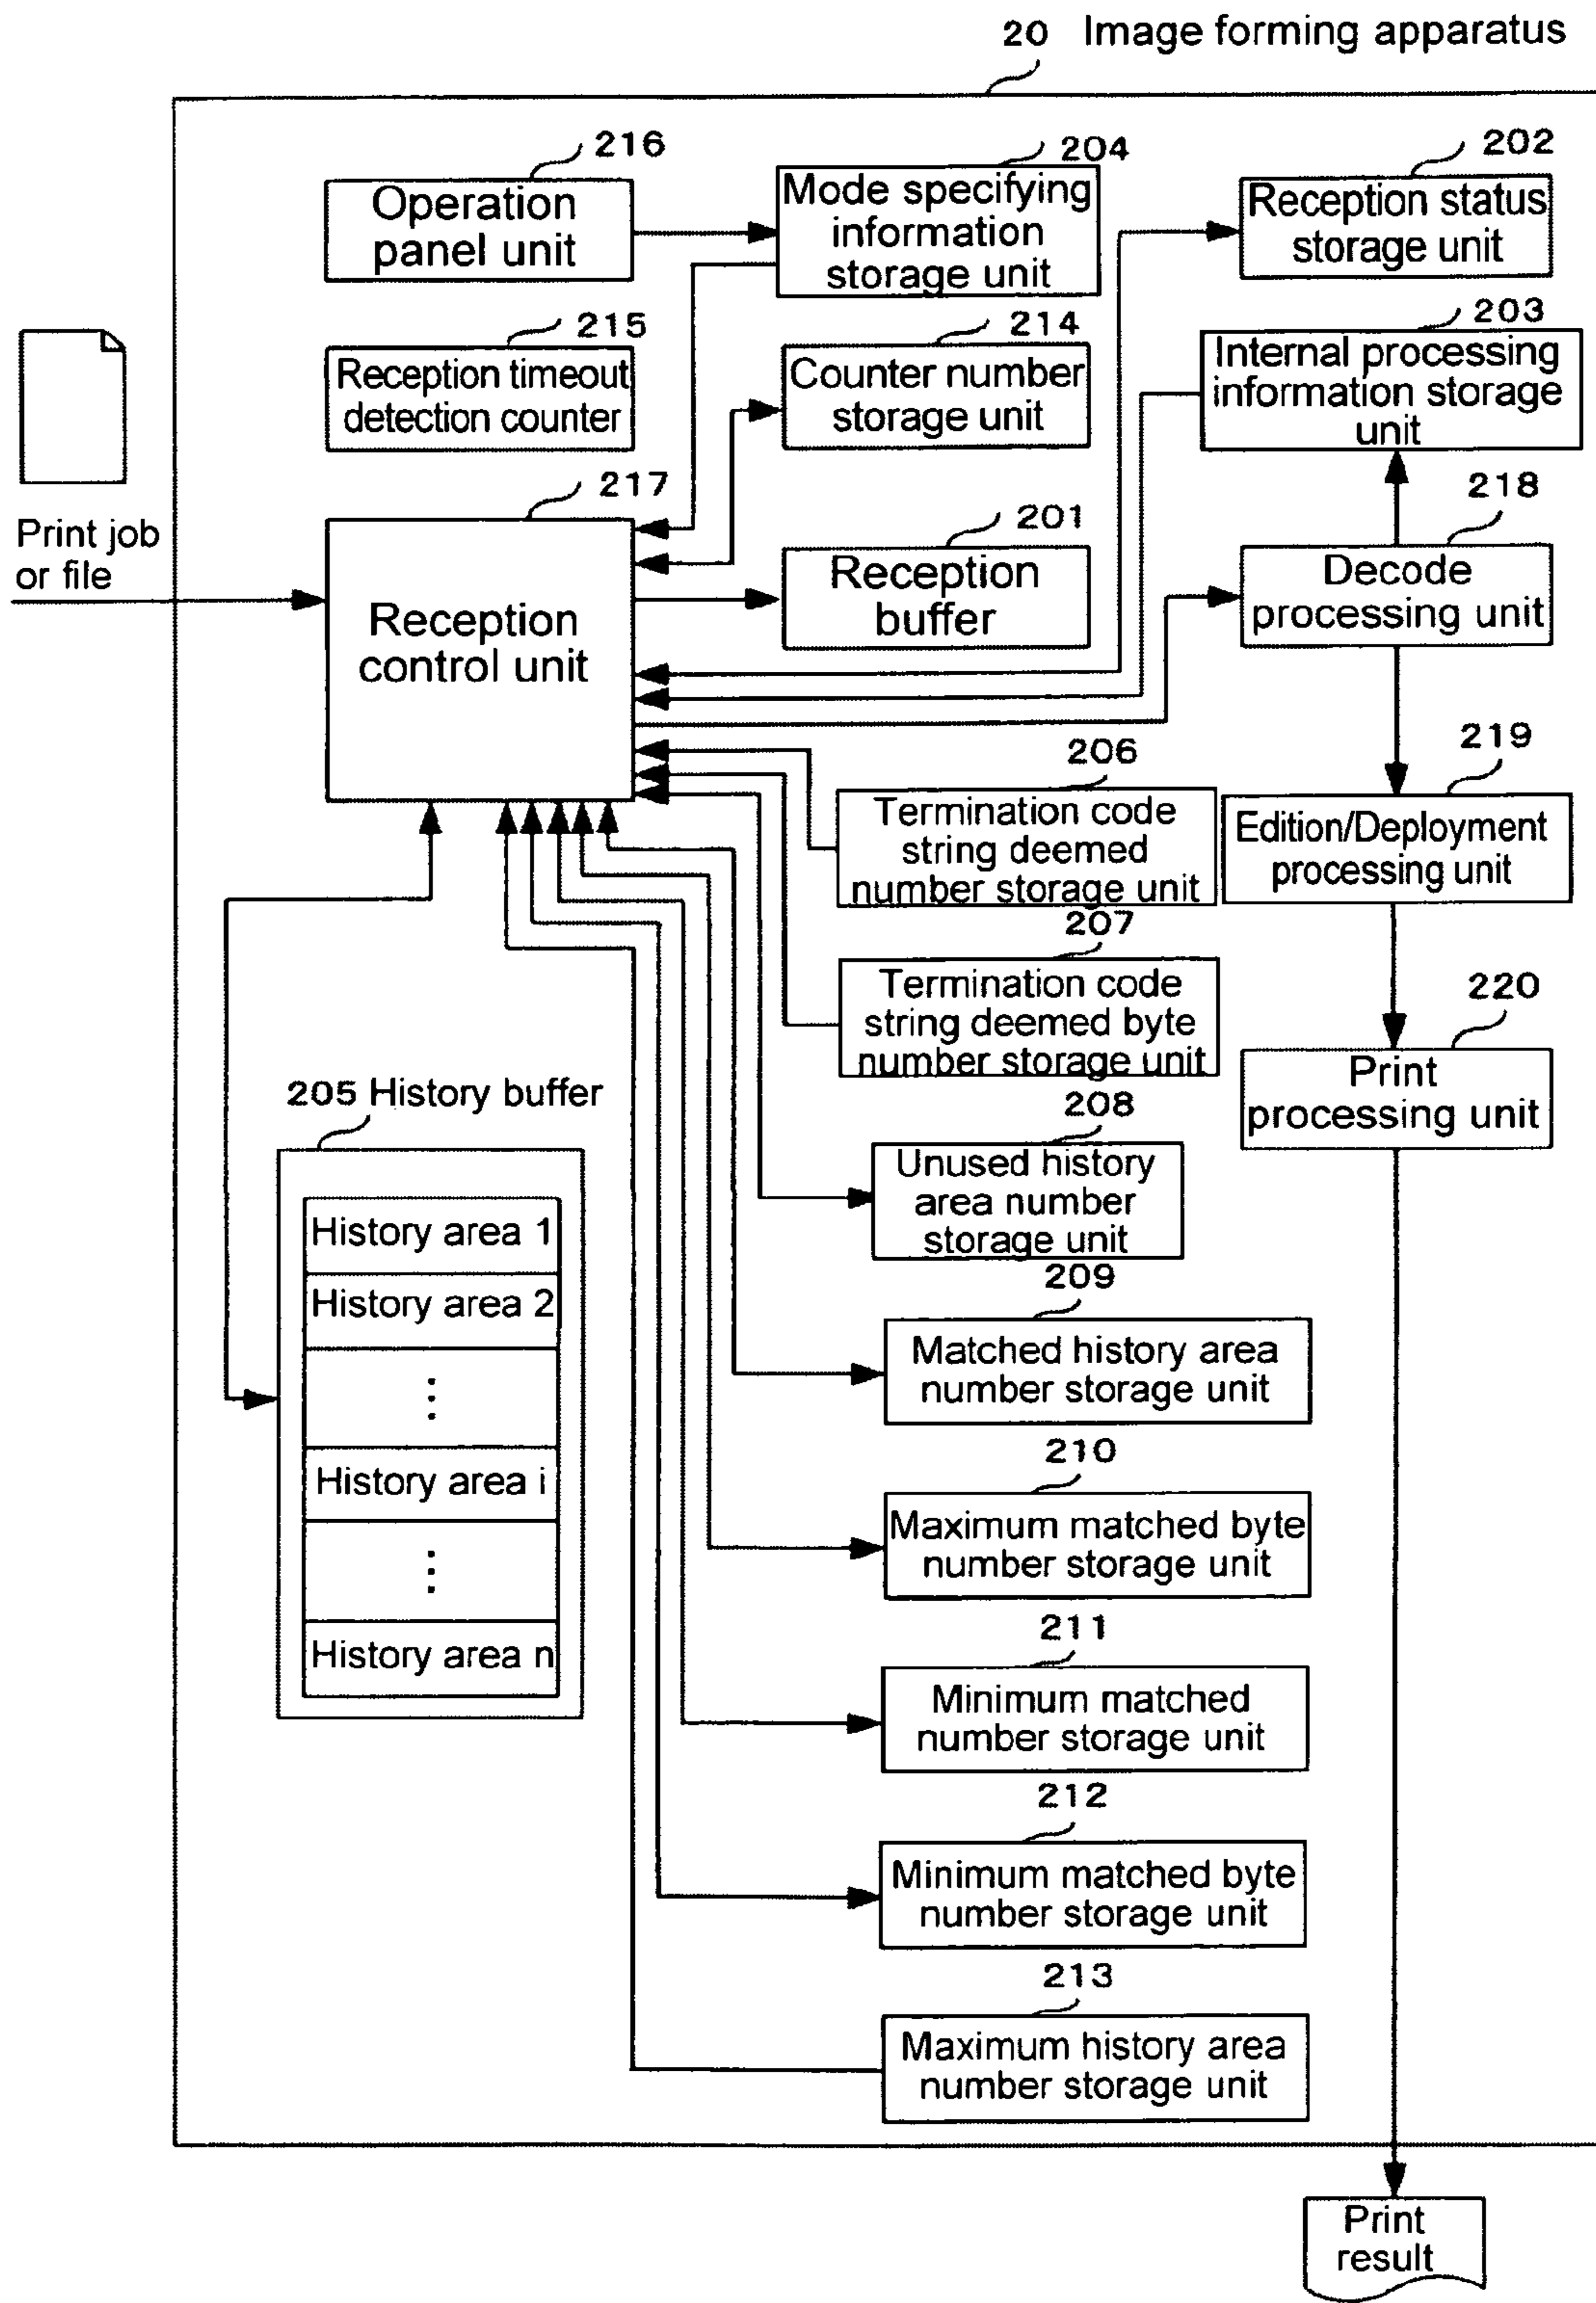 20 Image forming apparatus
216
Operation
panel unit
204
Mode specifying
information
storage unit
202
Reception status
storage unit
215
Reception timeout
detection counter
214
Counter number
storage unit
203
Internal processing
information storage
unit
Print job
or file
217
Reception
control unit
201
Reception
buffer
218
Decode
processing unit
206
Termination code
string deemed
number storage unit
219
Edition/Deployment
processing unit
207
Termination code
string deemed byte
number storage unit
220
Print
processing unit
205 History buffer
History area 1
History area 2
⋮
History area i
⋮
History area n
208
Unused history
area number
storage unit
209
Matched history area
number storage unit
210
Maximum matched byte
number storage unit
211
Minimum matched
number storage unit
212
Minimum matched byte
number storage unit
213
Maximum history area
number storage unit
Print
result